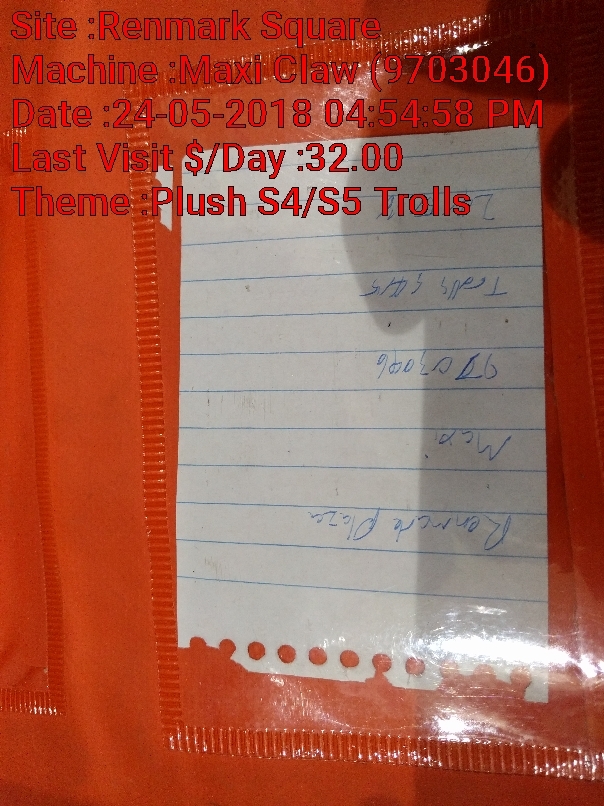 Site :Renmark Square
Machine :Maxi Claw (9703046)
Date :24-05-2018 04:54:58 PM
Last Visit $/Day :32.00
Theme :Plush S4/S5 Trolls
Renmark Plaza
Maxi
9703046
Trolls S4/5